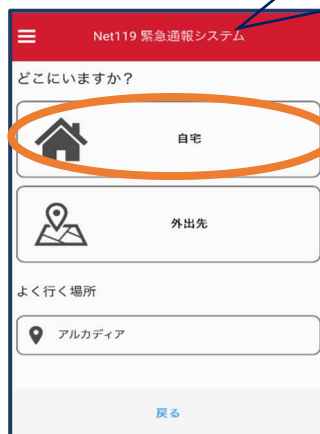 Net119 緊急通報システム
どこにいますか？
自宅
外出先
よく行く場所
アルカディア
戻る